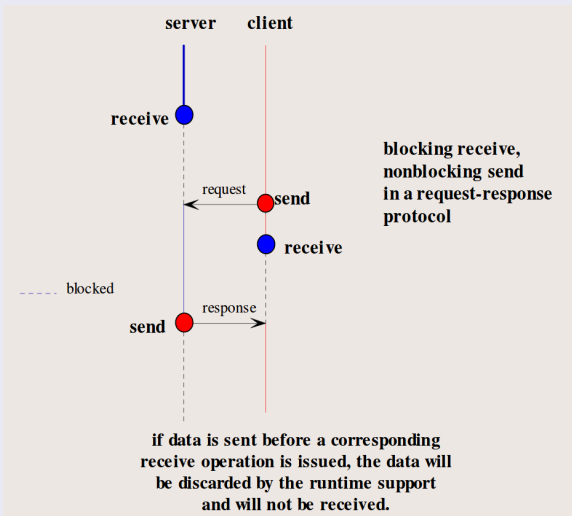 server client
receive
blocking receive,
nonblocking send
in a request-response
protocol
request
send
receive
blocked
response
send
if data is sent before a corresponding
receive operation is issued, the data will
be discarded by the runtime support
and will not be received.